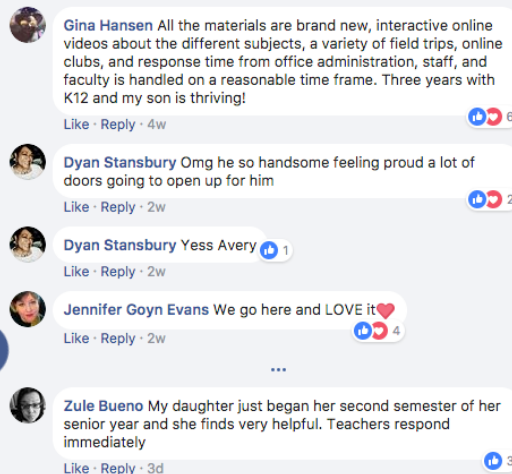 Gina Hansen All the materials are brand new, interactive online
videos about the different subjects, a variety of field trips, online
clubs, and response time from office administration, staff, and
faculty is handled on a reasonable time frame. Three years with
K12 and my son is thriving!
6
Like · Reply · 4w
Dyan Stansbury Omg he so handsome feeling proud a lot of
doors going to open up for him
2
Like · Reply · 2w
Dyan Stansbury Yess Avery 1
Like · Reply · 2w
Jennifer Goyn Evans We go here and LOVE it❤
4
Like · Reply · 2w
...
Zule Bueno My daughter just began her second semester of her
senior year and she finds very helpful. Teachers respond
immediately
3
Like · Reply · 3d